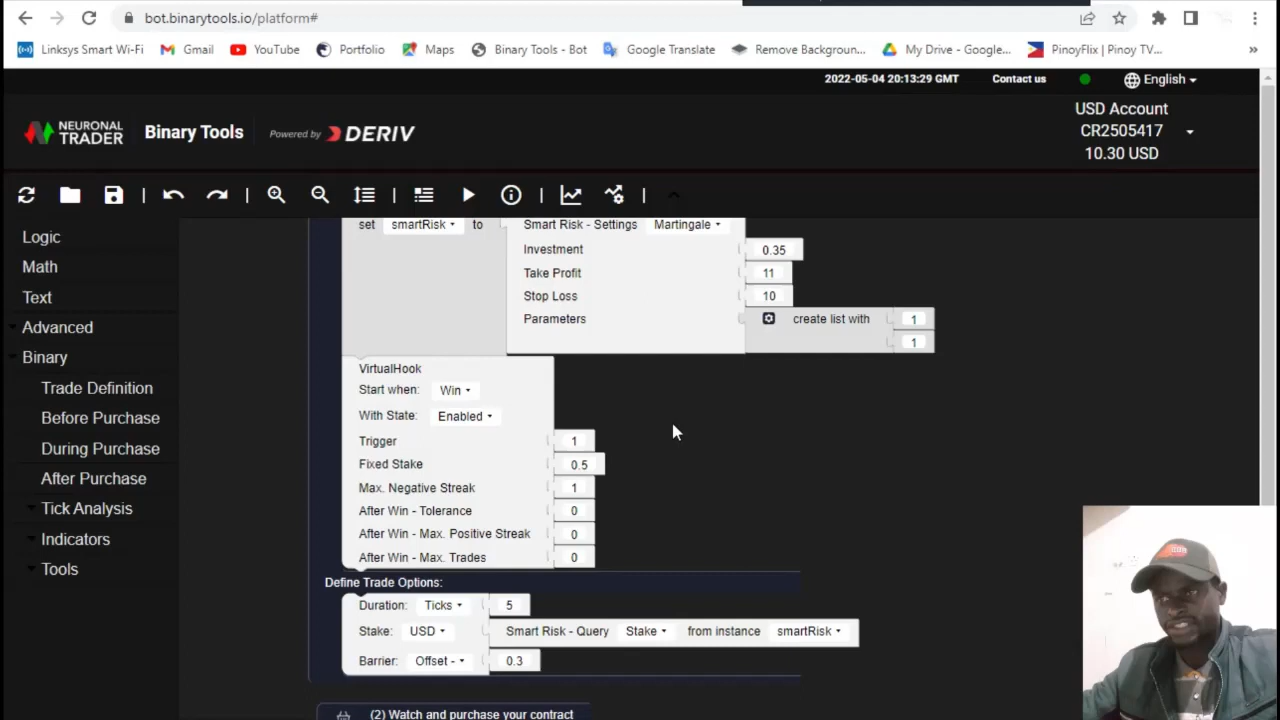 bot.binarytools.io/platform#
Linksys Smart Wi-Fi Gmail YouTube Portfolio Maps Binary Tools - Bot Google Translate Remove Backgroun... My Drive - Google... PinoyFlix | Pinoy TV... »
2022-05-04 20:13:29 GMT Contact us English
NEURONAL TRADER Binary Tools Powered by DERIV
USD Account
CR2505417
10.30 USD
Logic
Math
Text
Advanced
Binary
Trade Definition
Before Purchase
During Purchase
After Purchase
Tick Analysis
Indicators
Tools
set smartRisk to Smart Risk - Settings Martingale
Investment 0.35
Take Profit 11
Stop Loss 10
Parameters create list with 1
1
VirtualHook
Start when: Win
With State: Enabled
Trigger 1
Fixed Stake 0.5
Max. Negative Streak 1
After Win - Tolerance 0
After Win - Max. Positive Streak 0
After Win - Max. Trades 0
Define Trade Options:
Duration: Ticks 5
Stake: USD Smart Risk - Query Stake from instance smartRisk
Barrier: Offset - 0.3
(2) Watch and purchase your contract